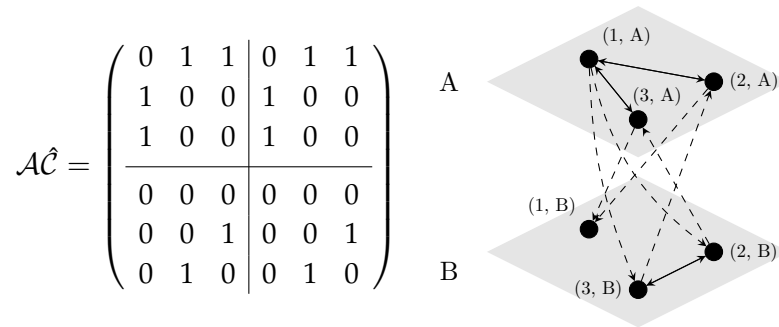 𝒜𝒞̂ =
0 1 1 0 1 1
1 0 0 1 0 0
1 0 0 1 0 0
0 0 0 0 0 0
0 0 1 0 0 1
0 1 0 0 1 0
A
(1, A)
(2, A)
(3, A)
B
(1, B)
(2, B)
(3, B)